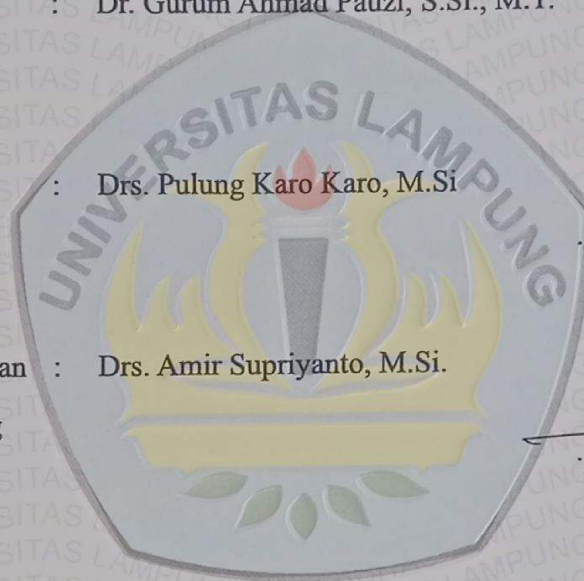 : Dr. Gurum Ahmad Pauzi, S.Si., M.T.
UNIVERSITAS LAMPUNG
: Drs. Pulung Karo Karo, M.Si
an : Drs. Amir Supriyanto, M.Si.